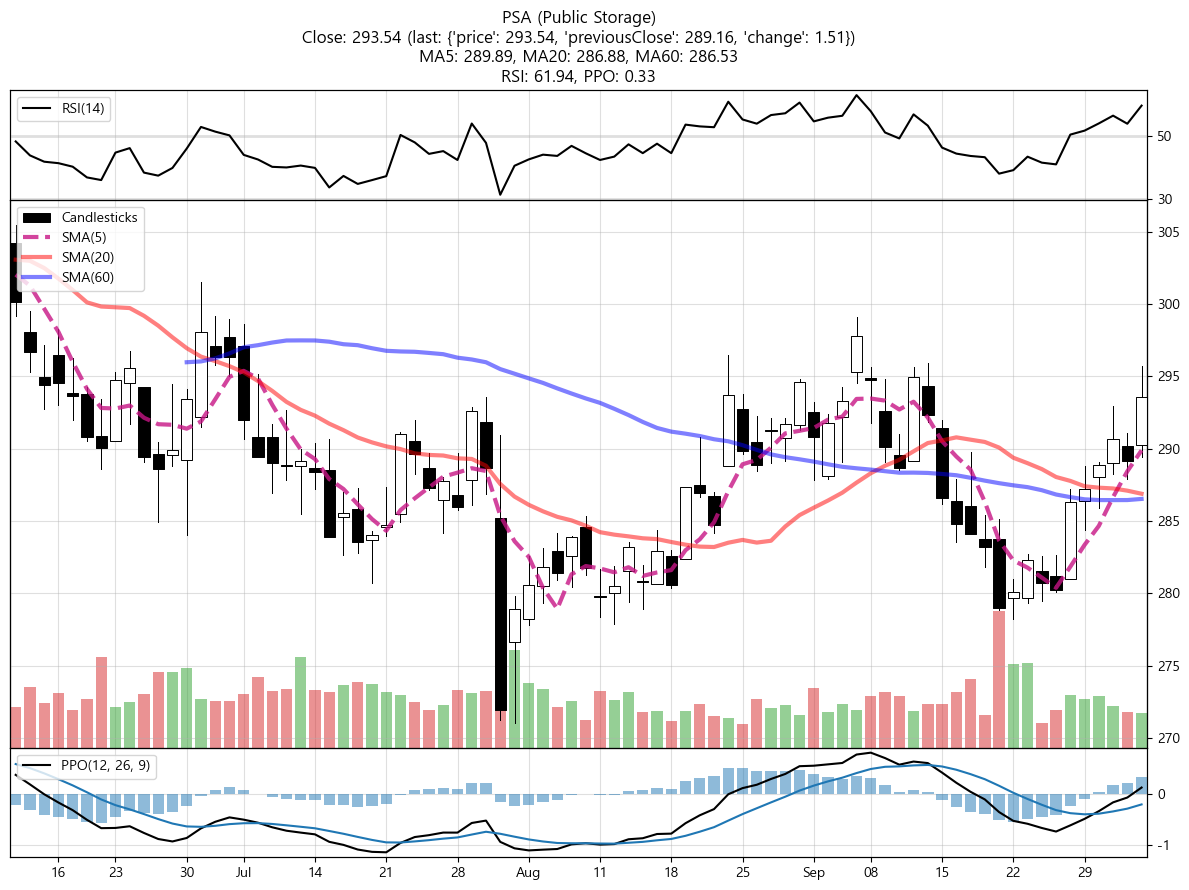 PSA (Public Storage)
Close: 293.54 (last: {'price': 293.54, 'previousClose': 289.16, 'change': 1.51})
MA5: 289.89, MA20: 286.88, MA60: 286.53
RSI: 61.94, PPO: 0.33
RSI(14)
50
30
Candlesticks
SMA(5)
SMA(20)
SMA(60)
305
300
295
290
285
280
275
270
PPO(12, 26, 9)
0
-1
16 23 30 Jul 14 21 28 Aug 11 18 25 Sep 08 15 22 29